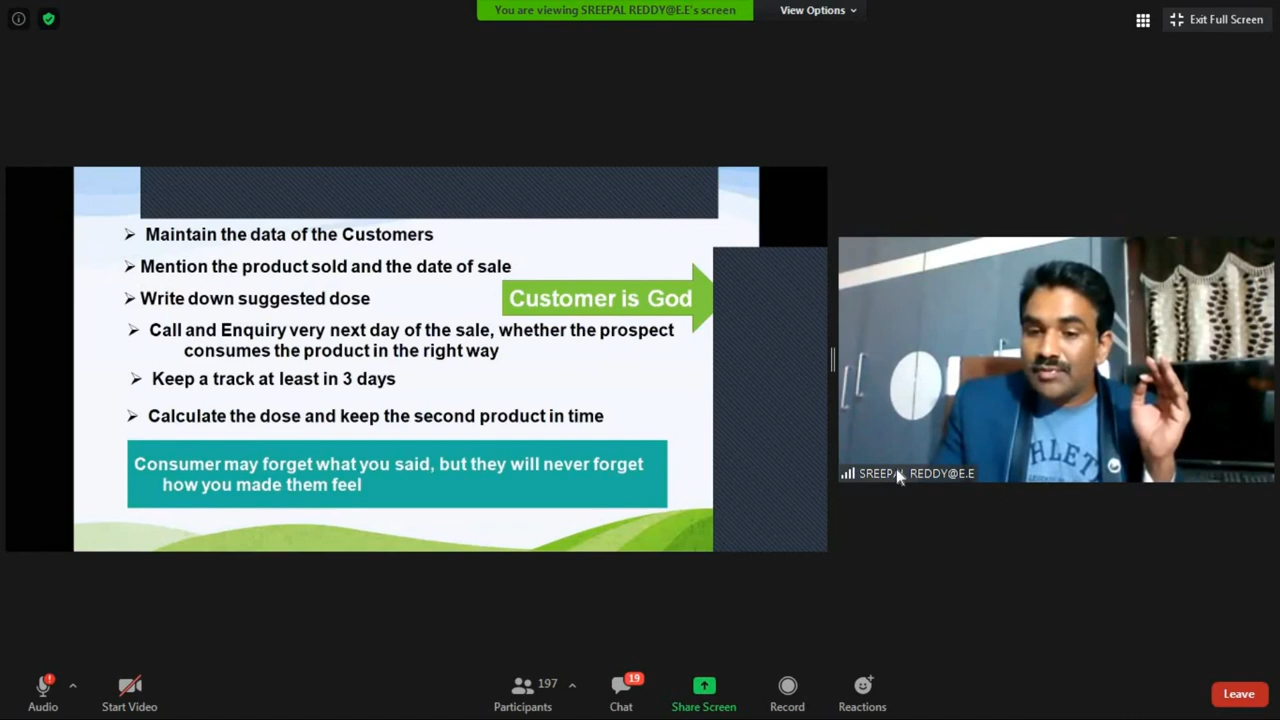 You are viewing SREEPAL REDDY@E.E's screen
View Options
Exit Full Screen
Maintain the data of the Customers
Mention the product sold and the date of sale
Write down suggested dose
Customer is God
Call and Enquiry very next day of the sale, whether the prospect
consumes the product in the right way
Keep a track at least in 3 days
Calculate the dose and keep the second product in time
Consumer may forget what you said, but they will never forget
how you made them feel
SREEPAL REDDY@E.E
Audio
Start Video
197
Participants
19
Chat
Share Screen
Record
Reactions
Leave